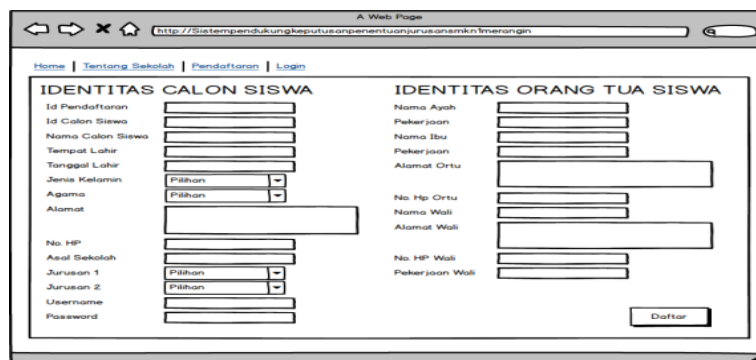 A Web Page
http://Sistempendukungkeputusanpenentuanjurusansmkn1merangin
Home | Tentang Sekolah | Pendaftaran | Login
IDENTITAS CALON SISWA
Id Pendaftaran
Id Calon Siswa
Nama Calon Siswa
Tempat Lahir
Tanggal Lahir
Jenis Kelamin Pilihan
Agama Pilihan
Alamat
No. HP
Asal Sekolah
Jurusan 1 Pilihan
Jurusan 2 Pilihan
Username
Password
IDENTITAS ORANG TUA SISWA
Nama Ayah
Pekerjaan
Nama Ibu
Pekerjaan
Alamat Ortu
No. Hp Ortu
Nama Wali
Alamat Wali
No. HP Wali
Pekerjaan Wali
Daftar